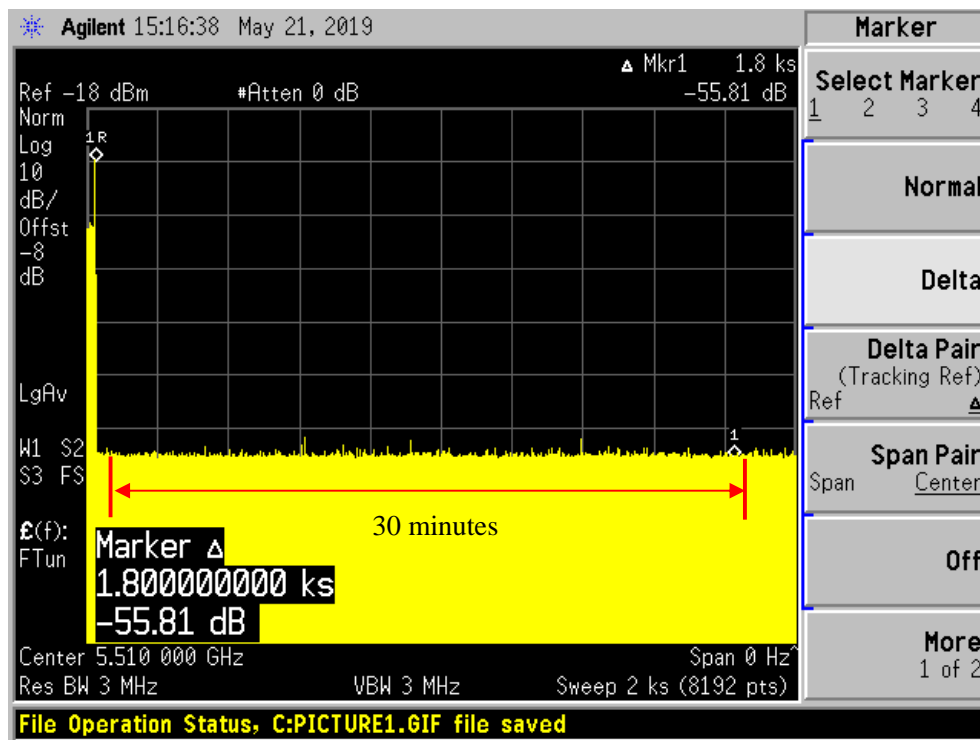 Agilent 15:16:38 May 21, 2019
Marker
Δ Mkr1 1.8 ks
Ref -18 dBm #Atten 0 dB -55.81 dB
Norm
Log
10
dB/
Offst
-8
dB
1R
LgAv
W1 S2
S3 FS
£(f):
FTun
1
30 minutes
Marker Δ
1.800000000 ks
-55.81 dB
Center 5.510 000 GHz Span 0 Hz^
Res BW 3 MHz VBW 3 MHz Sweep 2 ks (8192 pts)
File Operation Status, C:PICTURE1.GIF file saved
Select Marker
1 2 3 4
Normal
Delta
Delta Pair
(Tracking Ref)
Ref Δ
Span Pair
Span Center
Off
More
1 of 2